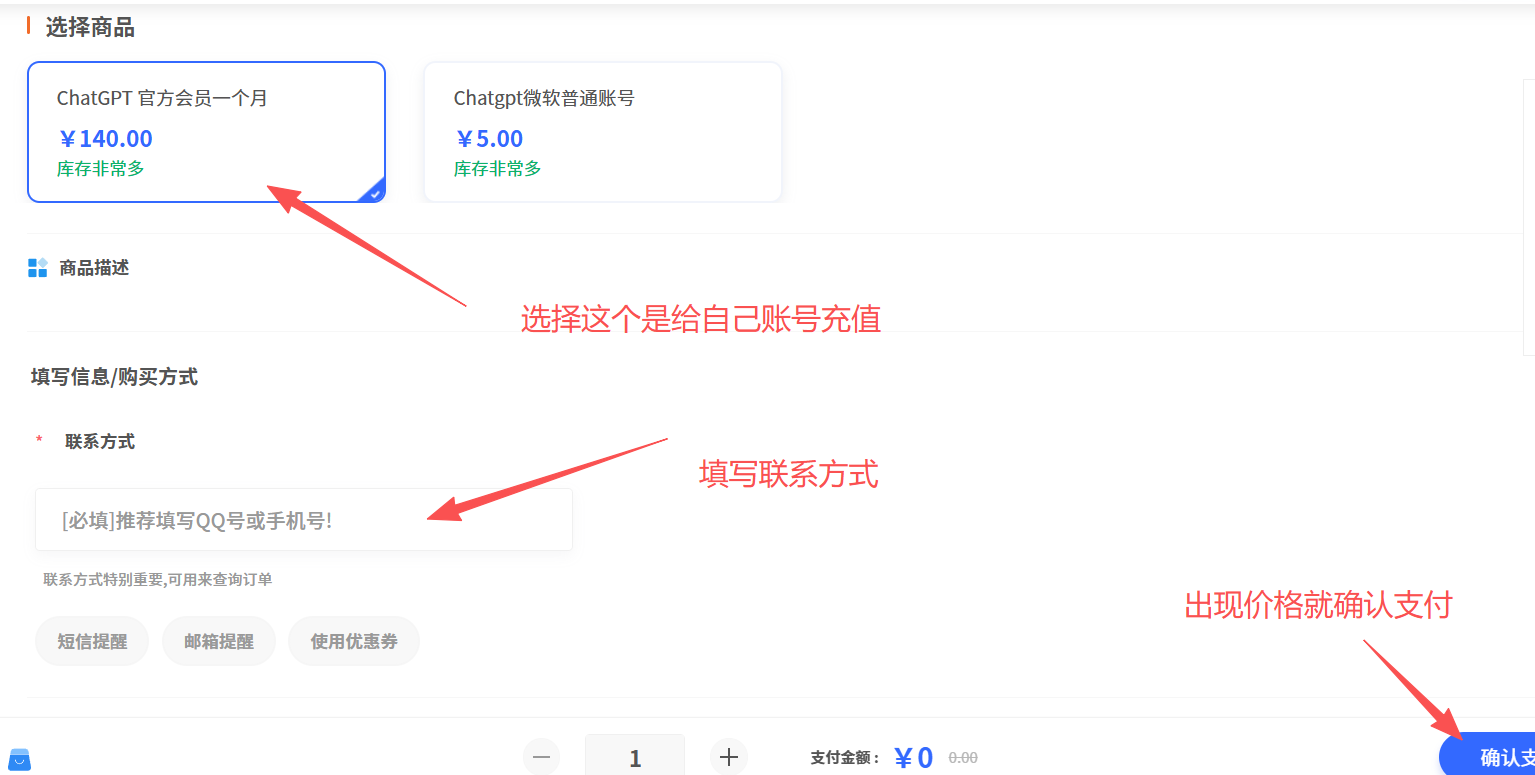 选择商品
ChatGPT 官方会员一个月
￥140.00
库存非常多
Chatgpt微软普通账号
￥5.00
库存非常多
商品描述
选择这个是给自己账号充值
填写信息/购买方式
* 联系方式
填写联系方式
[必填]推荐填写QQ号或手机号!
联系方式特别重要,可用来查询订单
出现价格就确认支付
短信提醒
邮箱提醒
使用优惠券
1
支付金额：￥0 0.00
确认支